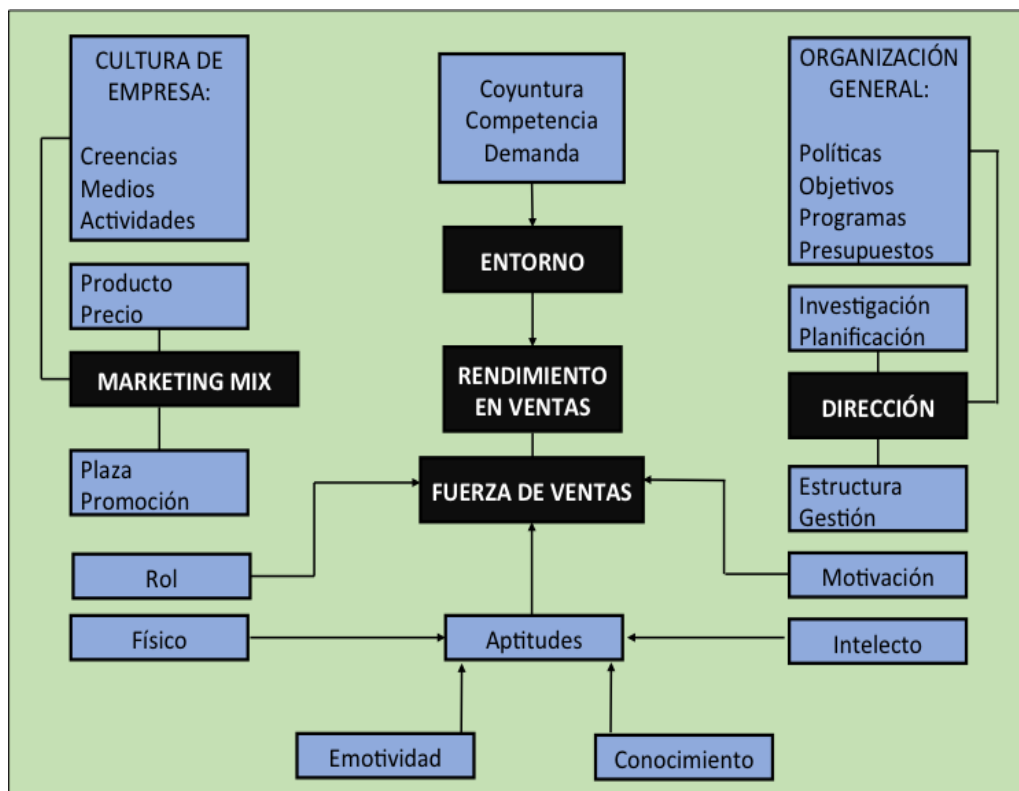 CULTURA DE
EMPRESA:
Creencias
Medios
Actividades
Coyuntura
Competencia
Demanda
ORGANIZACIÓN
GENERAL:
Políticas
Objetivos
Programas
Presupuestos
ENTORNO
Producto
Precio
Investigación
Planificación
MARKETING MIX
RENDIMIENTO
EN VENTAS
DIRECCIÓN
Plaza
Promoción
FUERZA DE VENTAS
Estructura
Gestión
Rol
Motivación
Físico
Aptitudes
Intelecto
Emotividad
Conocimiento